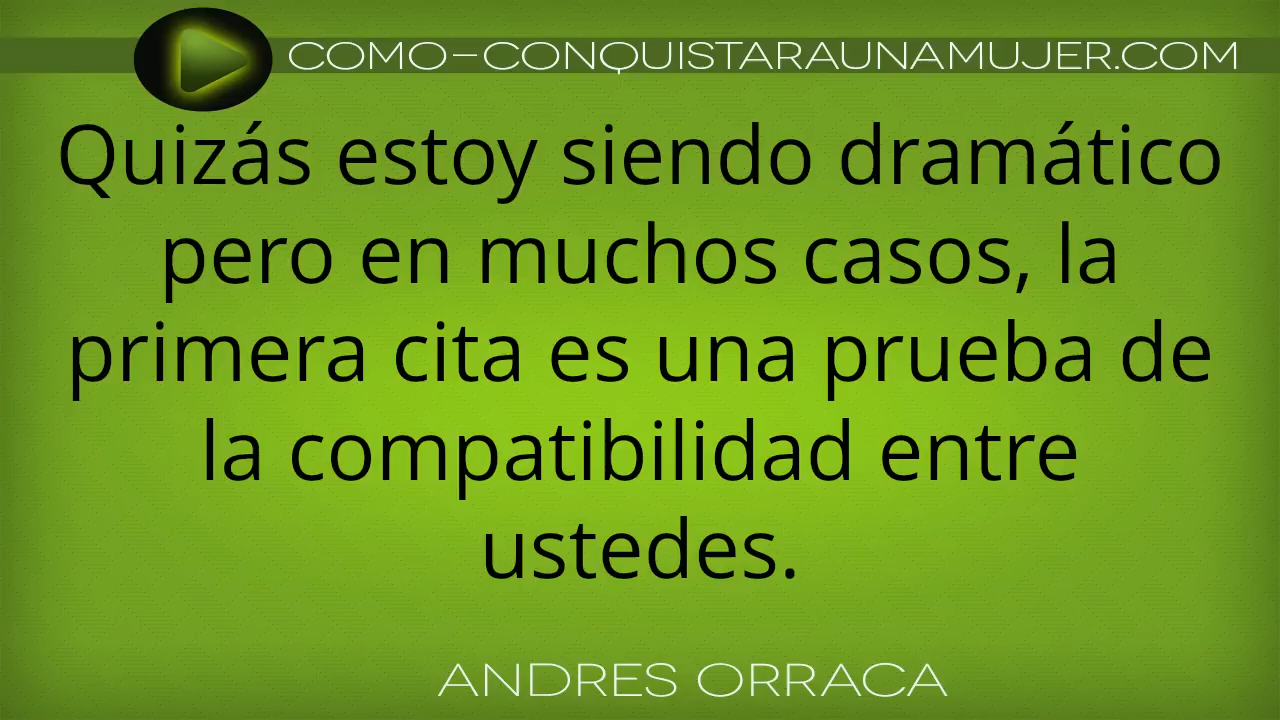 COMO-CONQUISTARAUNAMUJER.COM
Quizás estoy siendo dramático
pero en muchos casos, la
primera cita es una prueba de
la compatibilidad entre
ustedes.
ANDRES ORRACA